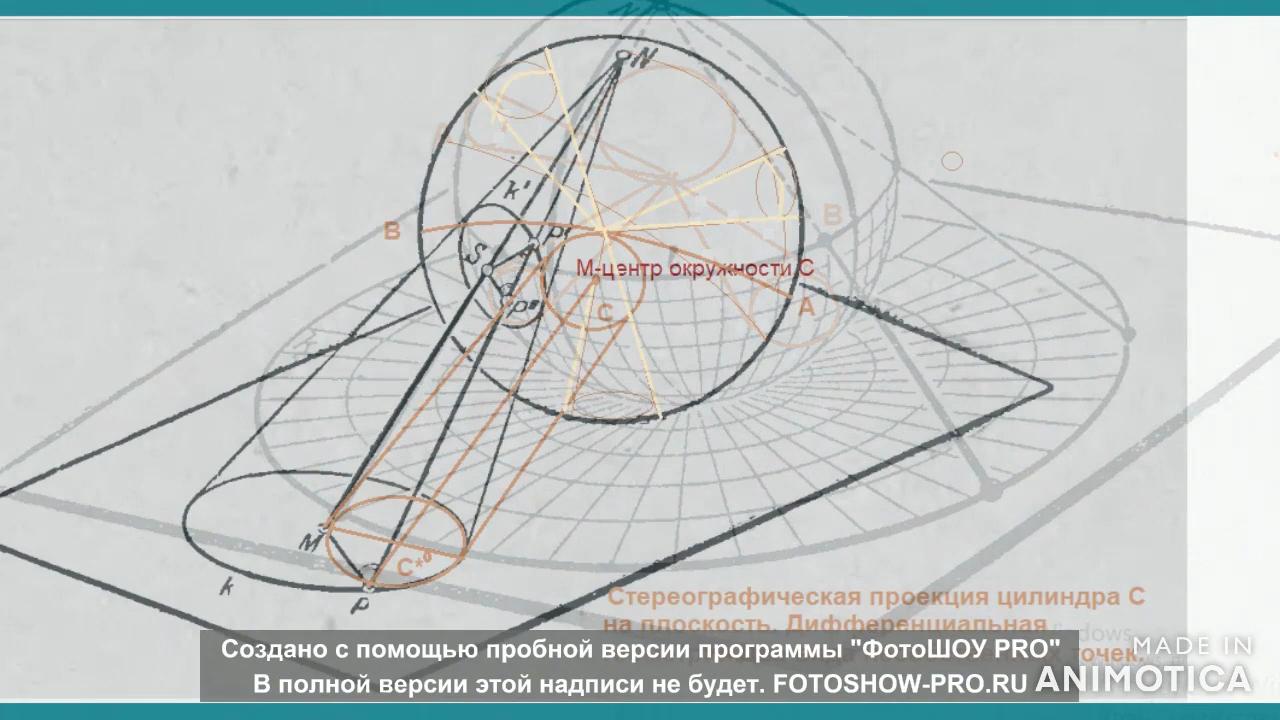 N
N
A
k'
B
P'
B
S
М-центр окружности С
P"
C
A
M
C*°
k
P
Стереографическая проекция цилиндра С
на плоскость. Дифференциальная
точек.
Создано с помощью пробной версии программы "ФотоШОУ PRO"
В полной версии этой надписи не будет. FOTOSHOW-PRO.RU
MADE IN
ANIMOTICA